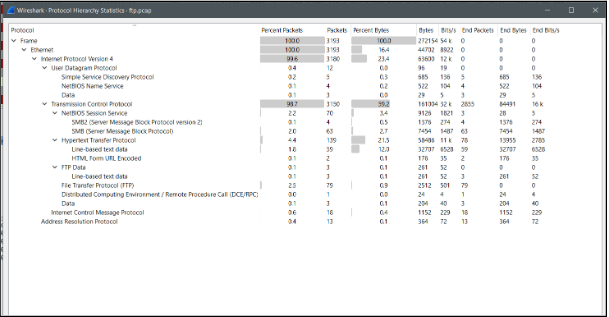 Wireshark - Protocol Hierarchy Statistics - ftp.pcap
Protocol Percent Packets Packets Percent Bytes Bytes Bits/s End Packets End Bytes End Bits/s
Frame 100.0 3193 100.0 272154 54 k 0 0 0
Ethernet 100.0 3193 16.4 44702 8922 0 0 0
Internet Protocol Version 4 99.6 3180 23.4 63600 12 k 0 0 0
User Datagram Protocol 0.4 12 0.0 96 19 0 0 0
Simple Service Discovery Protocol 0.2 5 0.3 685 136 5 685 136
NetBIOS Name Service 0.1 4 0.2 522 104 4 522 104
Data 0.1 3 0.0 29 5 3 29 5
Transmission Control Protocol 98.7 3150 59.2 161004 32 k 2855 84491 16 k
NetBIOS Session Service 2.2 70 3.4 9126 1821 3 28 5
SMB2 (Server Message Block Protocol version 2) 0.1 4 0.5 1376 274 4 1376 274
SMB (Server Message Block Protocol) 2.0 63 2.7 7454 1487 63 7454 1487
Hypertext Transfer Protocol 4.4 139 21.5 58486 11 k 78 13955 2785
Line-based text data 1.8 59 12.0 32707 6528 59 32707 6528
HTML Form URL Encoded 0.1 2 0.1 176 35 2 176 35
FTP Data 0.1 3 0.1 261 52 0 0 0
Line-based text data 0.1 3 0.1 261 52 3 261 52
File Transfer Protocol (FTP) 2.5 79 0.9 2512 501 79 0 0
Distributed Computing Environment / Remote Procedure Call (DCE/RPC) 0.0 1 0.0 24 4 1 24 4
Data 0.1 3 0.1 204 40 3 204 40
Internet Control Message Protocol 0.6 18 0.4 1152 229 18 1152 229
Address Resolution Protocol 0.4 13 0.1 364 72 13 364 72